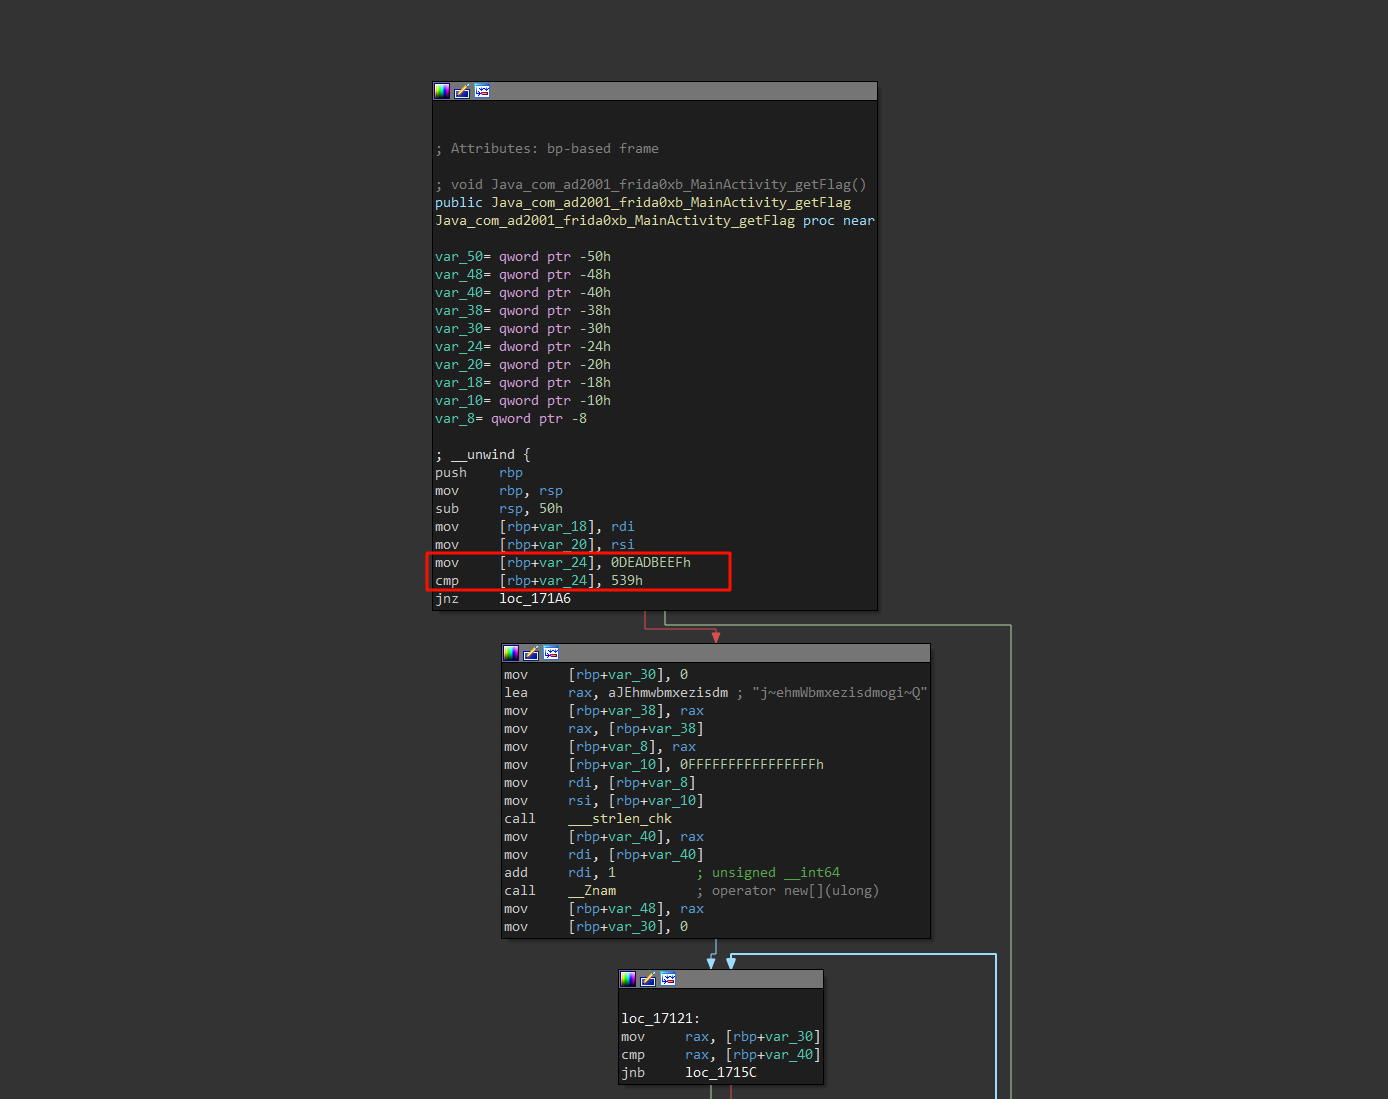 ; Attributes: bp-based frame
; void Java_com_ad2001_frida0xb_MainActivity_getFlag()
public Java_com_ad2001_frida0xb_MainActivity_getFlag
Java_com_ad2001_frida0xb_MainActivity_getFlag proc near
var_50= qword ptr -50h
var_48= qword ptr -48h
var_40= qword ptr -40h
var_38= qword ptr -38h
var_30= qword ptr -30h
var_24= dword ptr -24h
var_20= qword ptr -20h
var_18= qword ptr -18h
var_10= qword ptr -10h
var_8= qword ptr -8
; __unwind {
push rbp
mov rbp, rsp
sub rsp, 50h
mov [rbp+var_18], rdi
mov [rbp+var_20], rsi
mov [rbp+var_24], 0DEADBEEFh
cmp [rbp+var_24], 539h
jnz loc_171A6
mov [rbp+var_30], 0
lea rax, aJEhmwbmxezisdm ; "j~ehmWbmxezisdmogi~Q"
mov [rbp+var_38], rax
mov rax, [rbp+var_38]
mov [rbp+var_8], rax
mov [rbp+var_10], 0FFFFFFFFFFFFFFFFh
mov rdi, [rbp+var_8]
mov rsi, [rbp+var_10]
call ___strlen_chk
mov [rbp+var_40], rax
mov rdi, [rbp+var_40]
add rdi, 1 ; unsigned __int64
call __Znam ; operator new[](ulong)
mov [rbp+var_48], rax
mov [rbp+var_30], 0
loc_17121:
mov rax, [rbp+var_30]
cmp rax, [rbp+var_40]
jnb loc_1715C